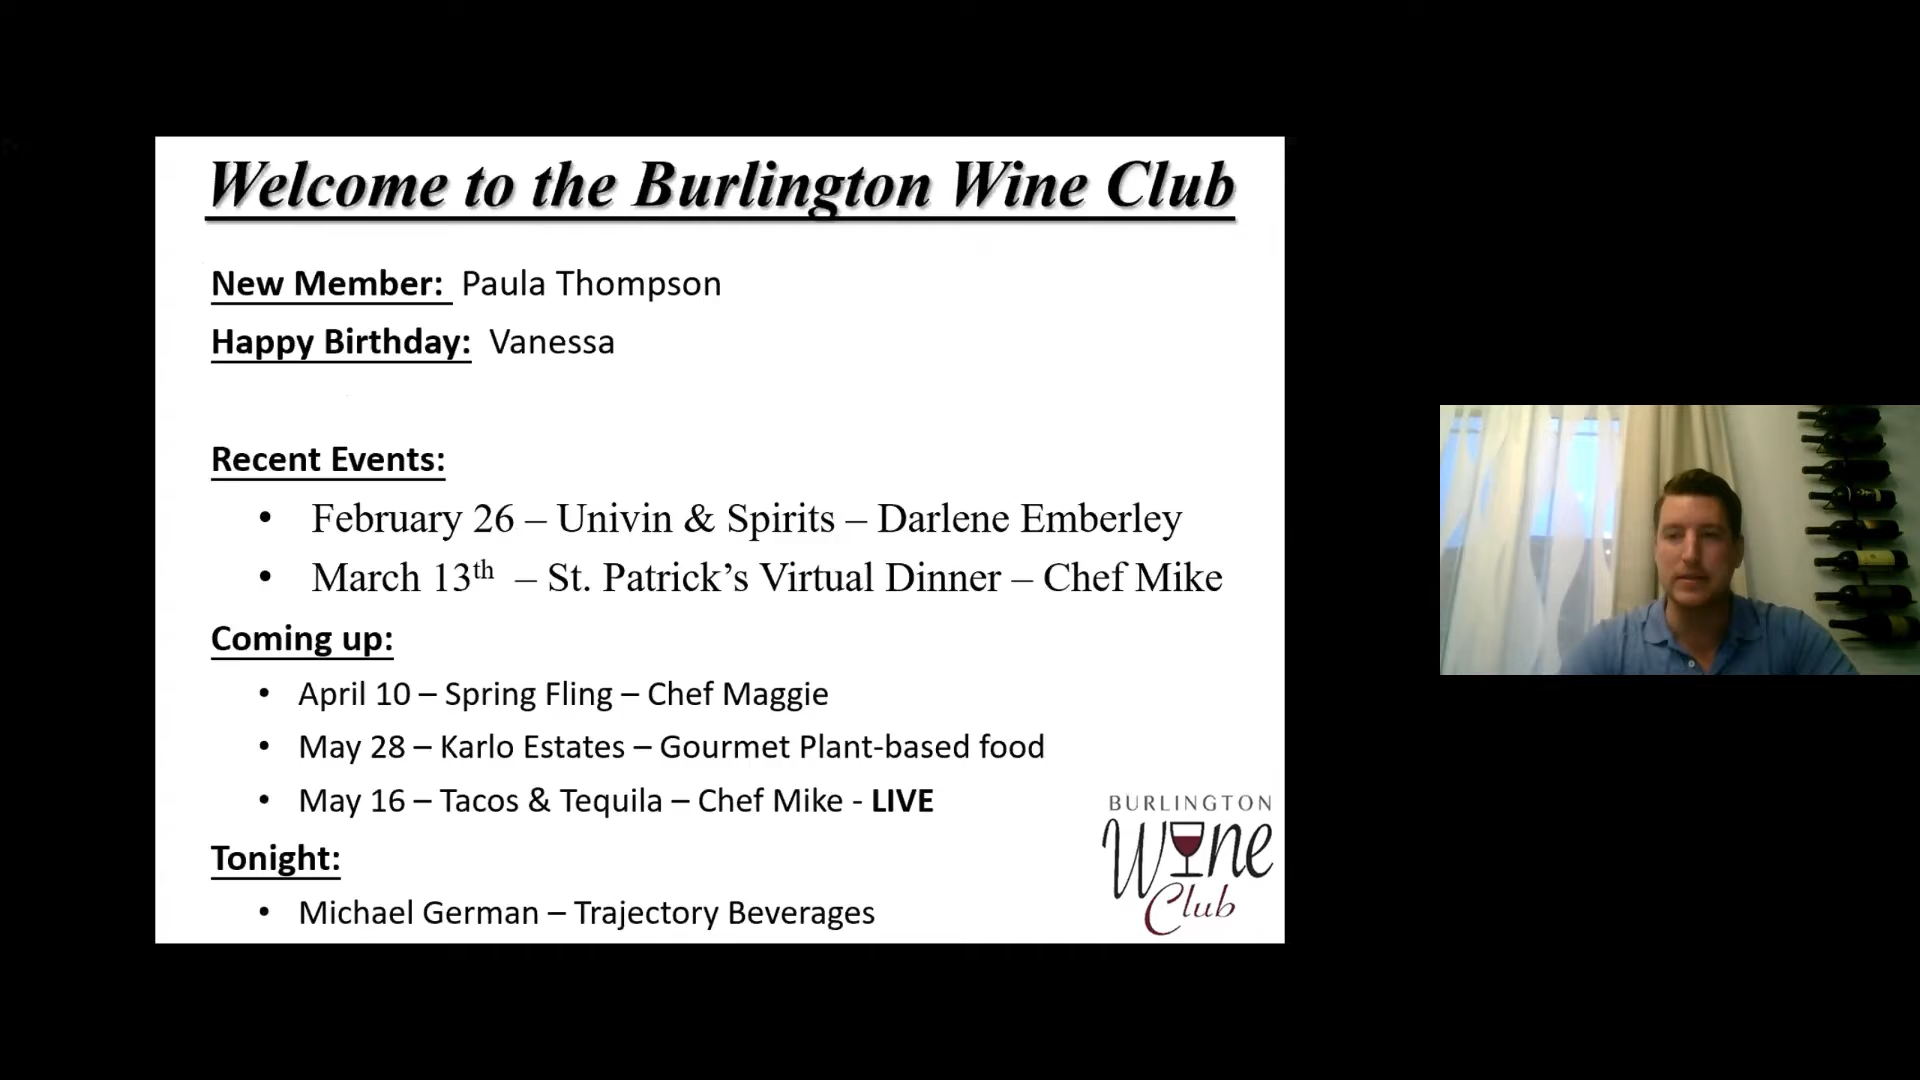 Welcome to the Burlington Wine Club
New Member: Paula Thompson
Happy Birthday: Vanessa
Recent Events:
• February 26 – Univin & Spirits – Darlene Emberley
• March 13th – St. Patrick’s Virtual Dinner – Chef Mike
Coming up:
• April 10 – Spring Fling – Chef Maggie
• May 28 – Karlo Estates – Gourmet Plant-based food
• May 16 – Tacos & Tequila – Chef Mike - LIVE
Tonight:
• Michael German – Trajectory Beverages
BURLINGTON
Wine
Club